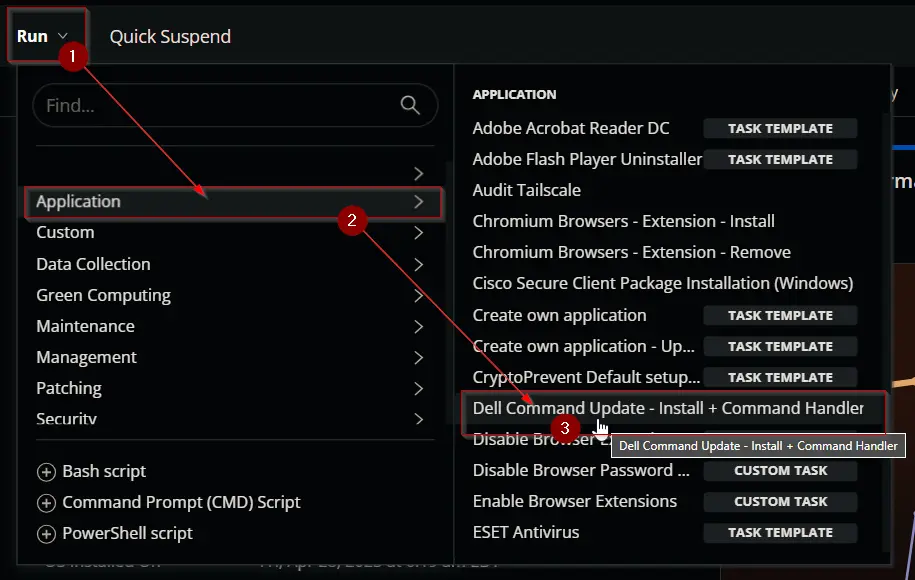 Run
Quick Suspend
1
Find...
Application
2
Custom
Data Collection
Green Computing
Maintenance
Management
Patching
Security
Bash script
Command Prompt (CMD) Script
PowerShell script
APPLICATION
Adobe Acrobat Reader DC TASK TEMPLATE
Adobe Flash Player Uninstaller TASK TEMPLATE
Audit Tailscale
Chromium Browsers - Extension - Install
Chromium Browsers - Extension - Remove
Cisco Secure Client Package Installation (Windows)
Create own application TASK TEMPLATE
Create own application - Up... TASK TEMPLATE
CryptoPrevent Default setup... TASK TEMPLATE
Dell Command Update - Install + Command Handler
3
Disable Browser
Dell Command Update - Install + Command Handler
Disable Browser Password ... CUSTOM TASK
Enable Browser Extensions CUSTOM TASK
ESET Antivirus TASK TEMPLATE